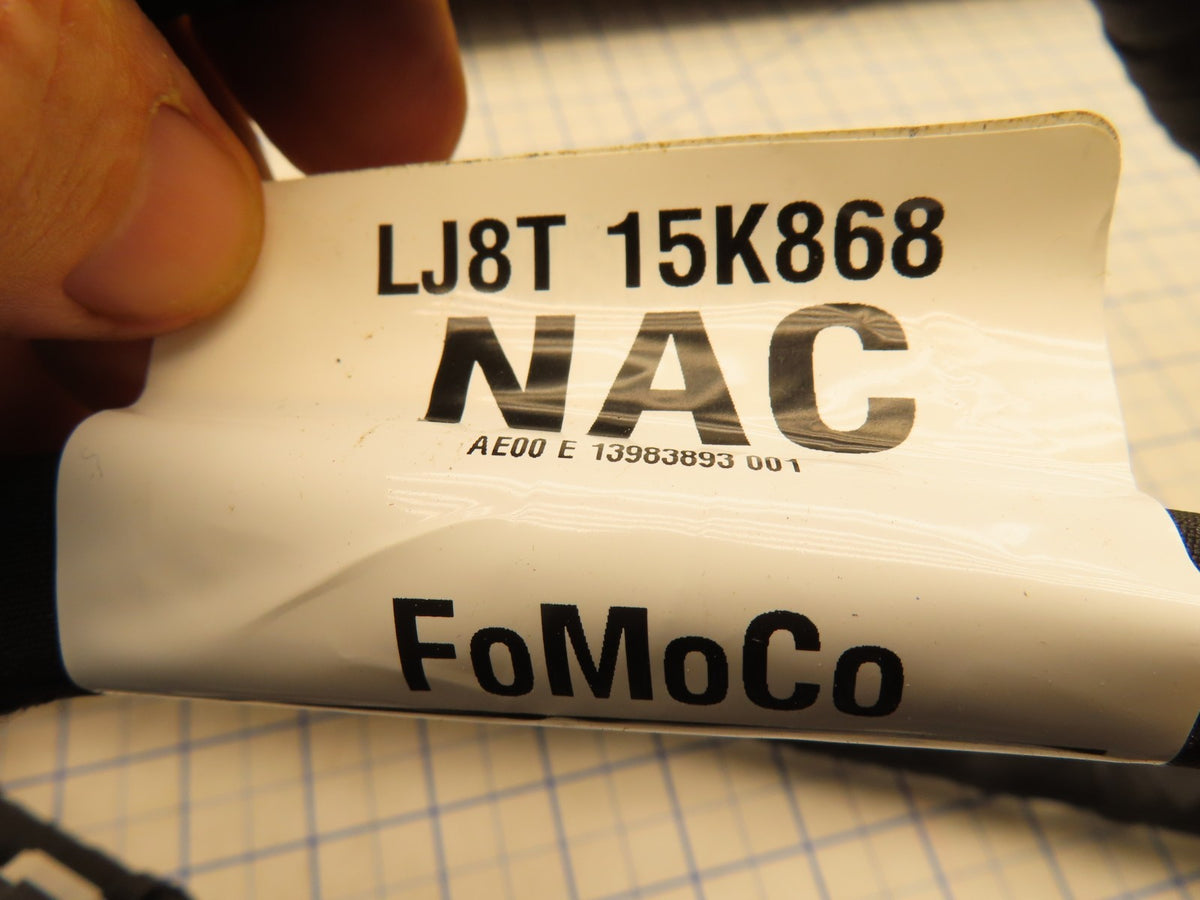 LJ8T 15K868
NAC
AE00 E 13983893 001
FoMoCo